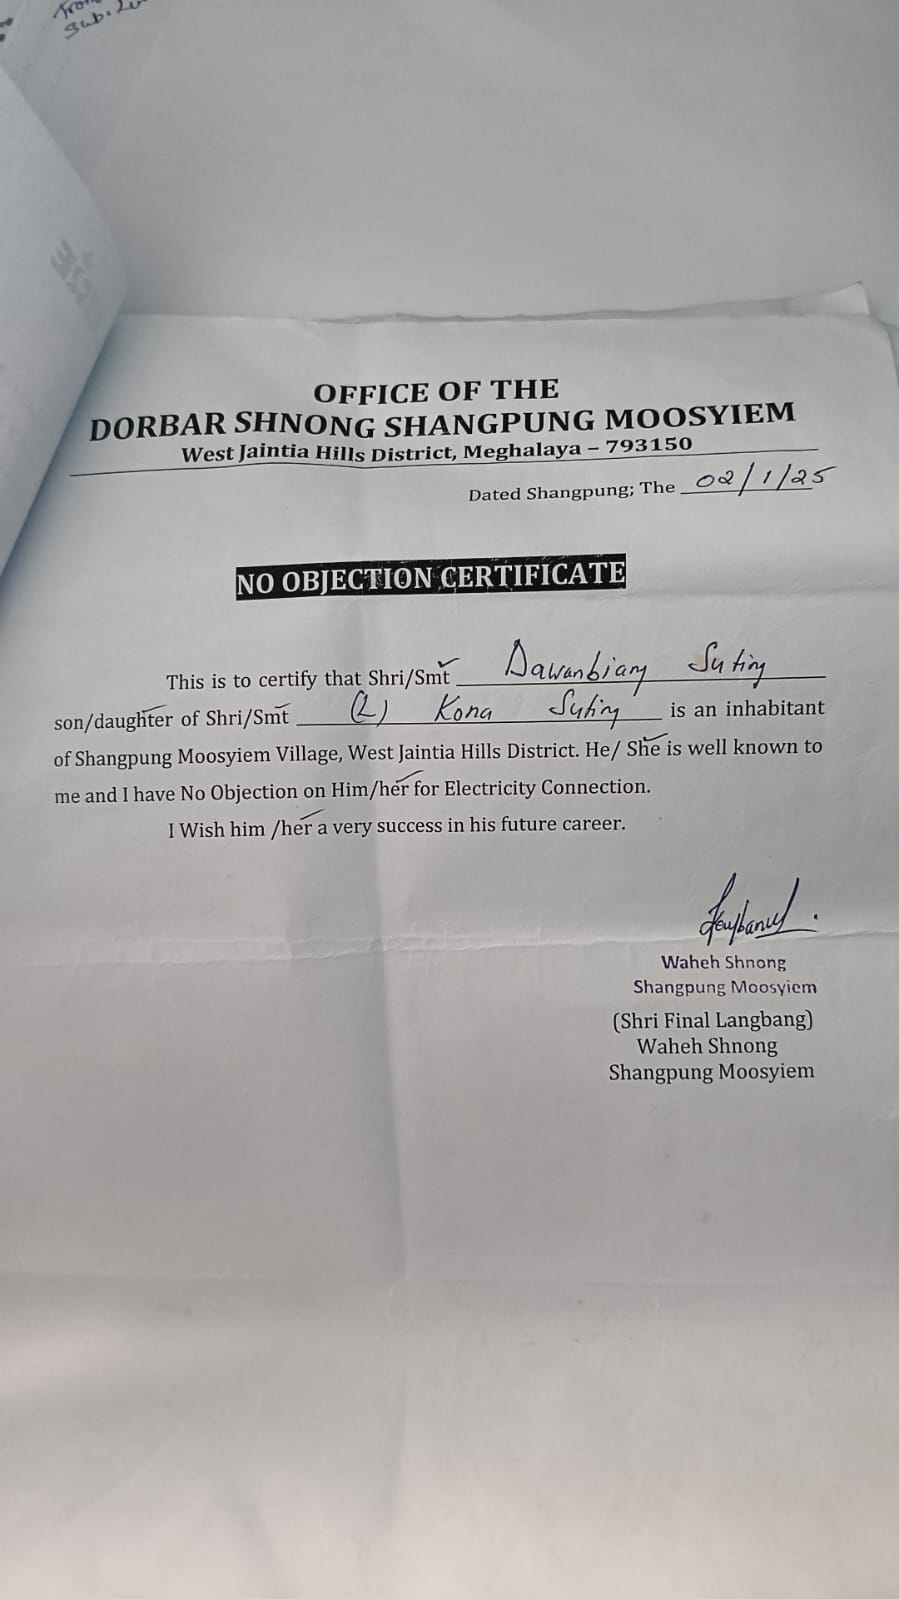 Sub.
OFFICE OF THE
DORBAR SHNONG SHANGPUNG MOOSYIEM
West Jaintia Hills District, Meghalaya – 793150
Dated Shangpung; The 02/1/25
NO OBJECTION CERTIFICATE
This is to certify that Shri/Smt Dawanbiang Suting
son/daughter of Shri/Smt (L) Kona Suting is an inhabitant
of Shangpung Moosyiem Village, West Jaintia Hills District. He/ She is well known to
me and I have No Objection on Him/her for Electricity Connection.
I Wish him /her a very success in his future career.
Waheh Shnong
Shangpung Moosyiem
(Shri Final Langbang)
Waheh Shnong
Shangpung Moosyiem